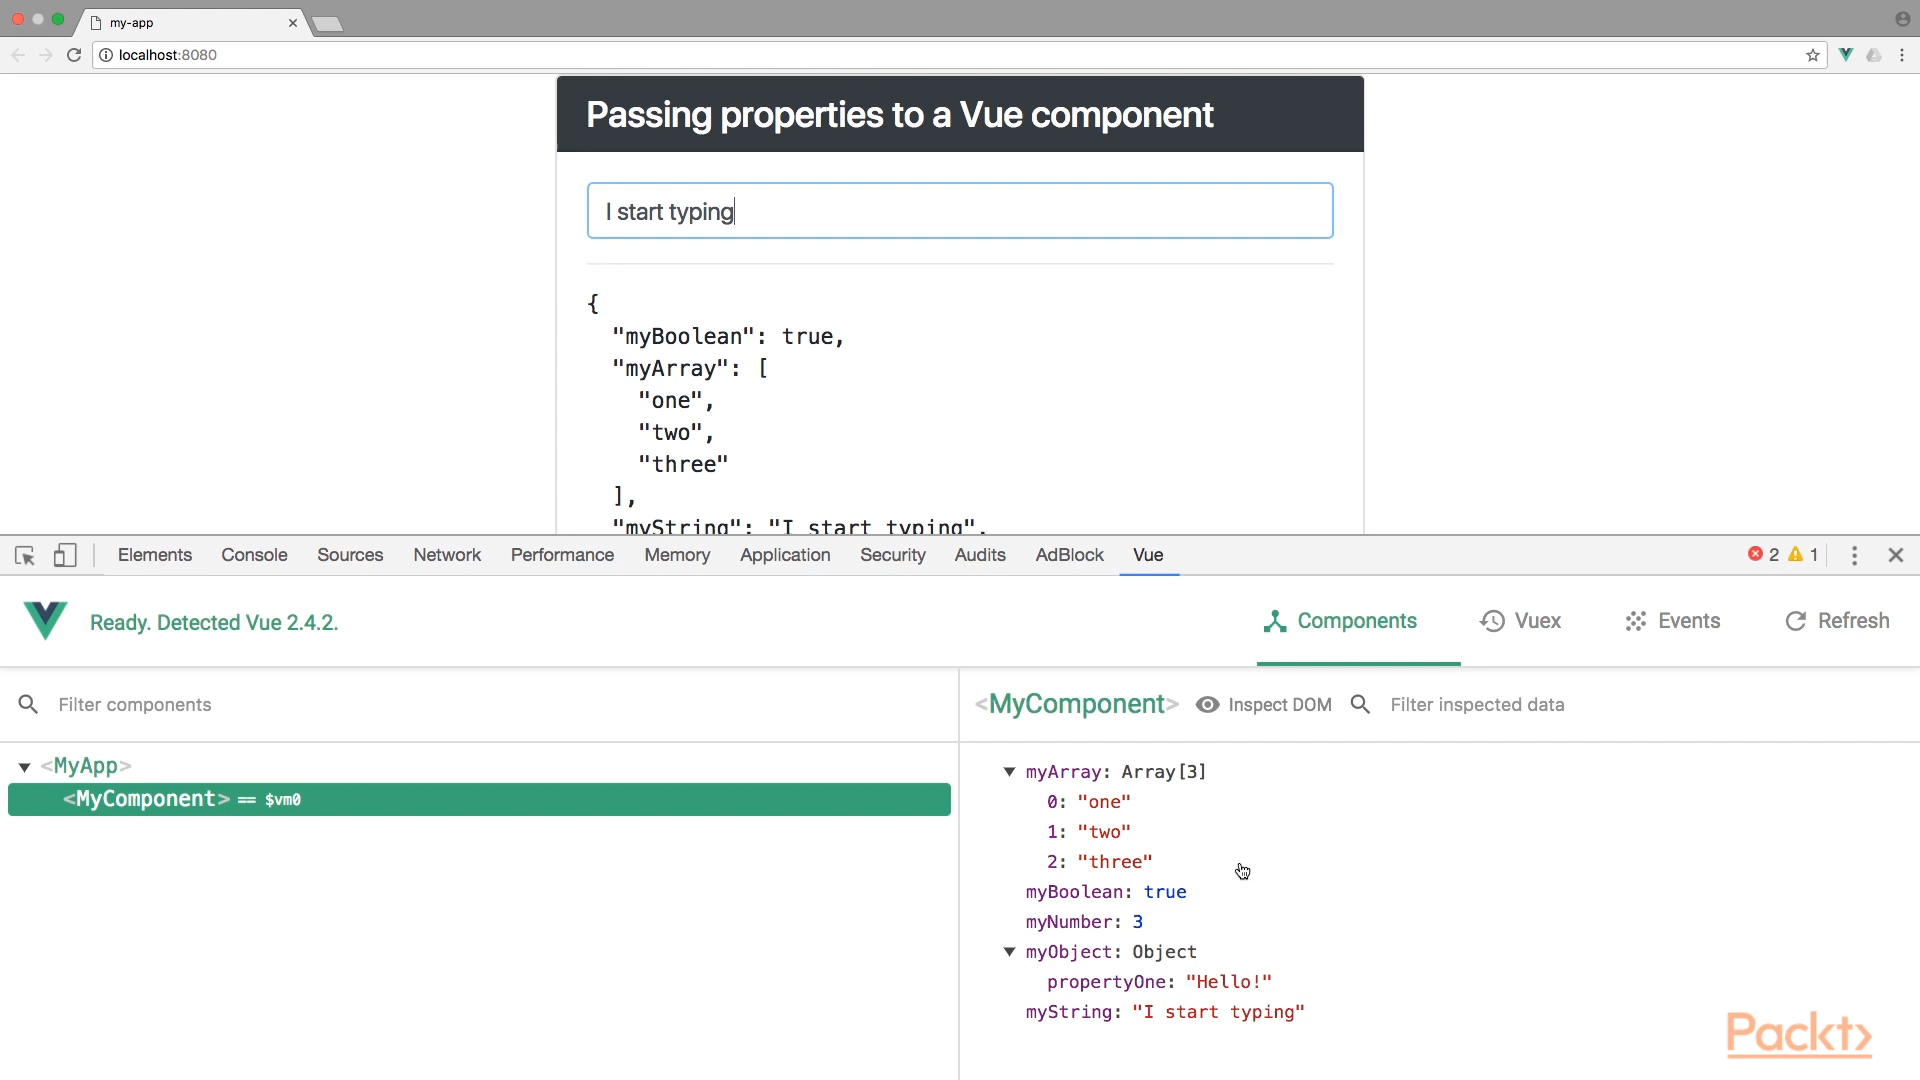 my-app
localhost:8080
Passing properties to a Vue component
I start typing
{
"myBoolean": true,
"myArray": [
"one",
"two",
"three"
],
"myString": "I start typing",
Elements Console Sources Network Performance Memory Application Security Audits AdBlock Vue 2 1
Ready. Detected Vue 2.4.2. Components Vuex Events Refresh
Filter components <MyComponent> Inspect DOM Filter inspected data
<MyApp>
<MyComponent> == $vm0
myArray: Array[3]
0: "one"
1: "two"
2: "three"
myBoolean: true
myNumber: 3
myObject: Object
propertyOne: "Hello!"
myString: "I start typing"
Packt>